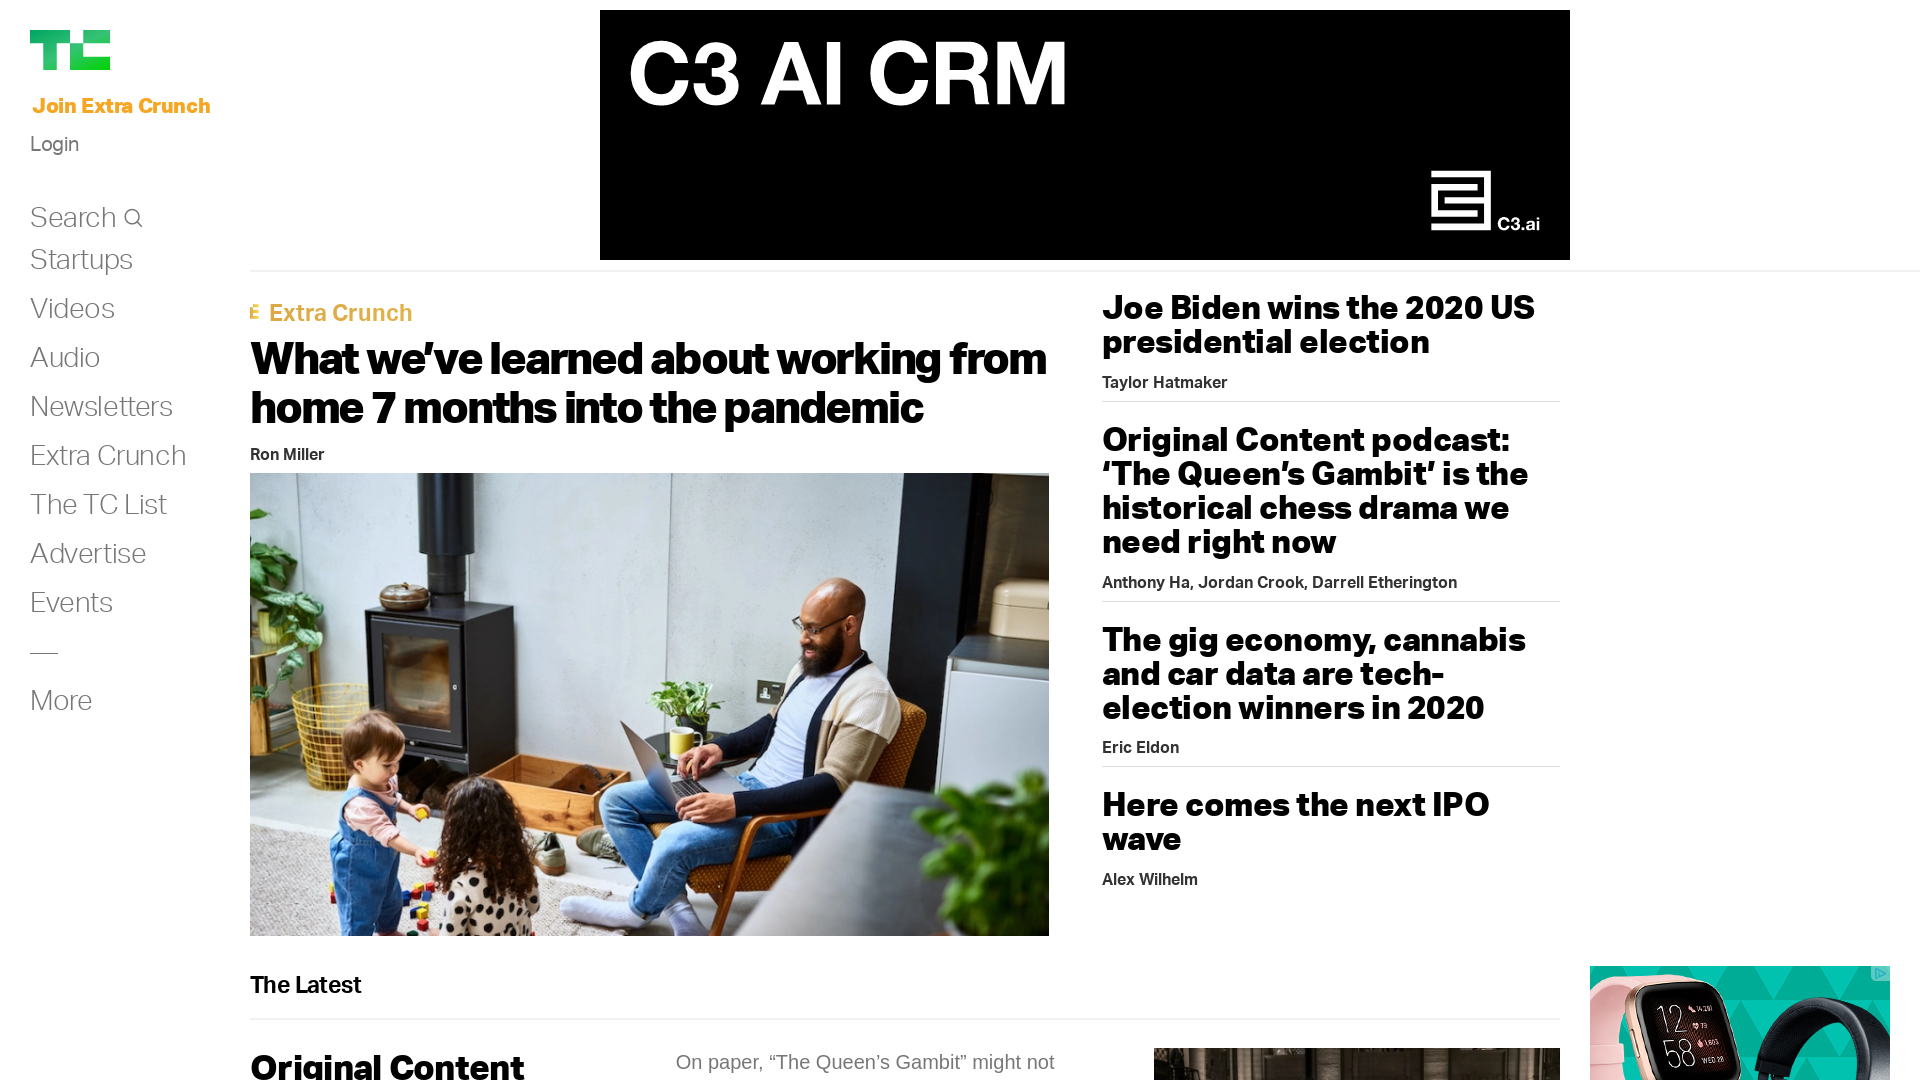 TC
Join Extra Crunch
Login
Search
Startups
Videos
Audio
Newsletters
Extra Crunch
The TC List
Advertise
Events
—
More
C3 AI CRM
C3.ai
Extra Crunch
What we’ve learned about working from
home 7 months into the pandemic
Ron Miller
Joe Biden wins the 2020 US
presidential election
Taylor Hatmaker
Original Content podcast:
‘The Queen’s Gambit’ is the
historical chess drama we
need right now
Anthony Ha, Jordan Crook, Darrell Etherington
The gig economy, cannabis
and car data are tech-
election winners in 2020
Eric Eldon
Here comes the next IPO
wave
Alex Wilhelm
The Latest
Original Content
On paper, “The Queen’s Gambit” might not
12
58
WED 28